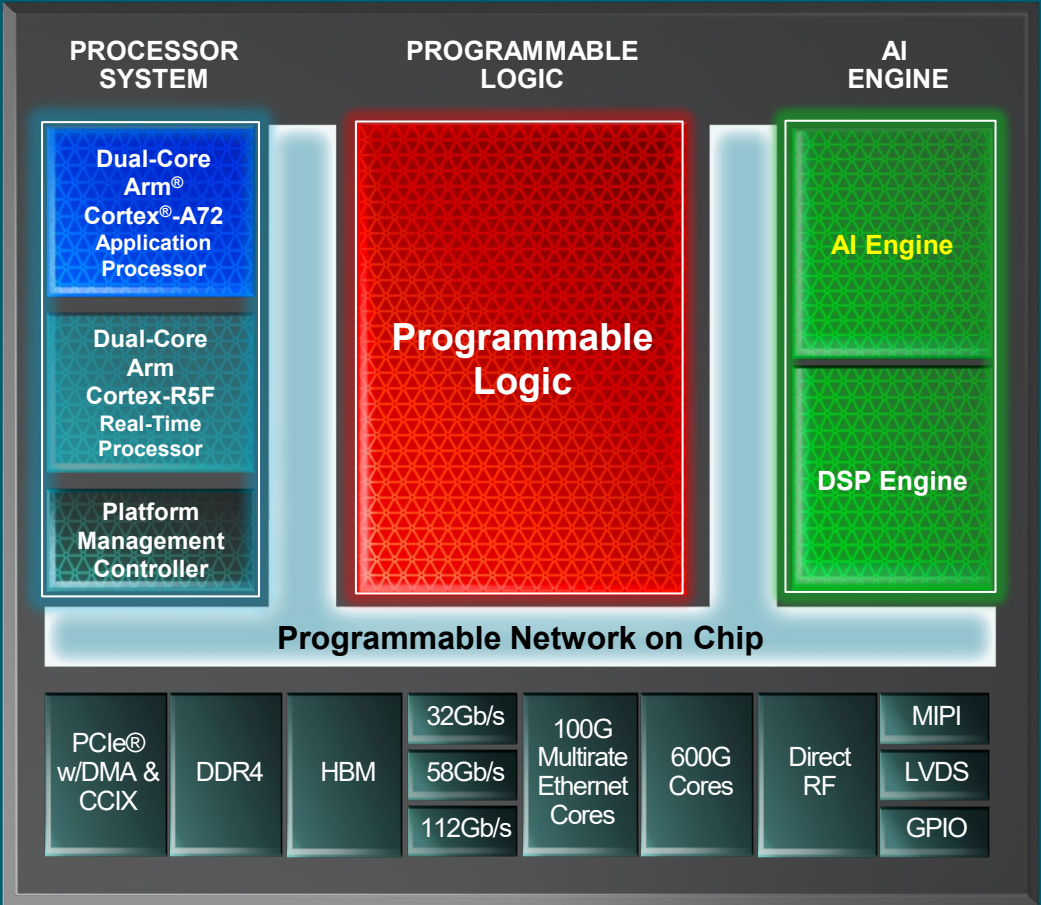 PROCESSOR
SYSTEM
PROGRAMMABLE
LOGIC
AI
ENGINE
Dual-Core
Arm®
Cortex®-A72
Application
Processor
Dual-Core
Arm
Cortex-R5F
Real-Time
Processor
Platform
Management
Controller
Programmable
Logic
AI Engine
DSP Engine
Programmable Network on Chip
PCIe®
w/DMA &
CCIX
DDR4
HBM
32Gb/s
58Gb/s
112Gb/s
100G
Multirate
Ethernet
Cores
600G
Cores
Direct
RF
MIPI
LVDS
GPIO